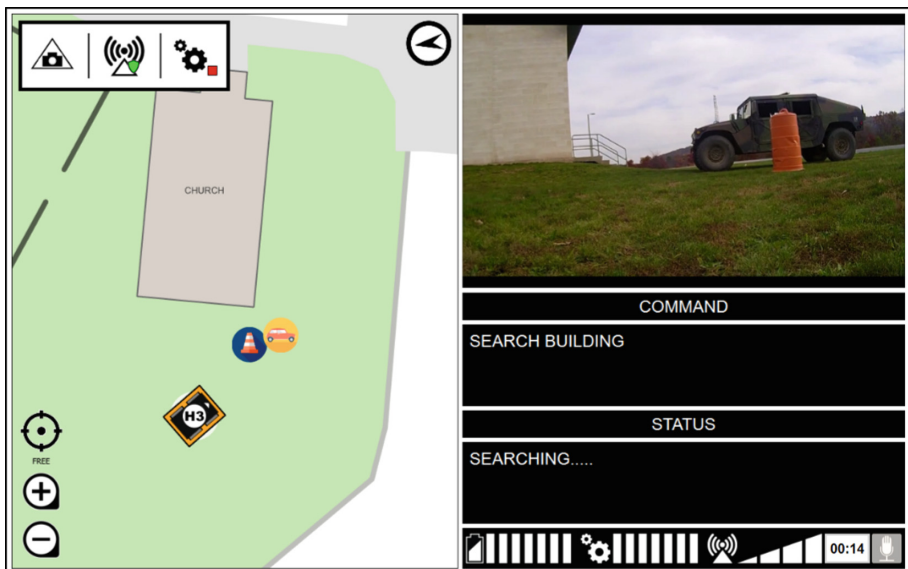 CHURCH
H3
FREE
COMMAND
SEARCH BUILDING
STATUS
SEARCHING.....
00:14